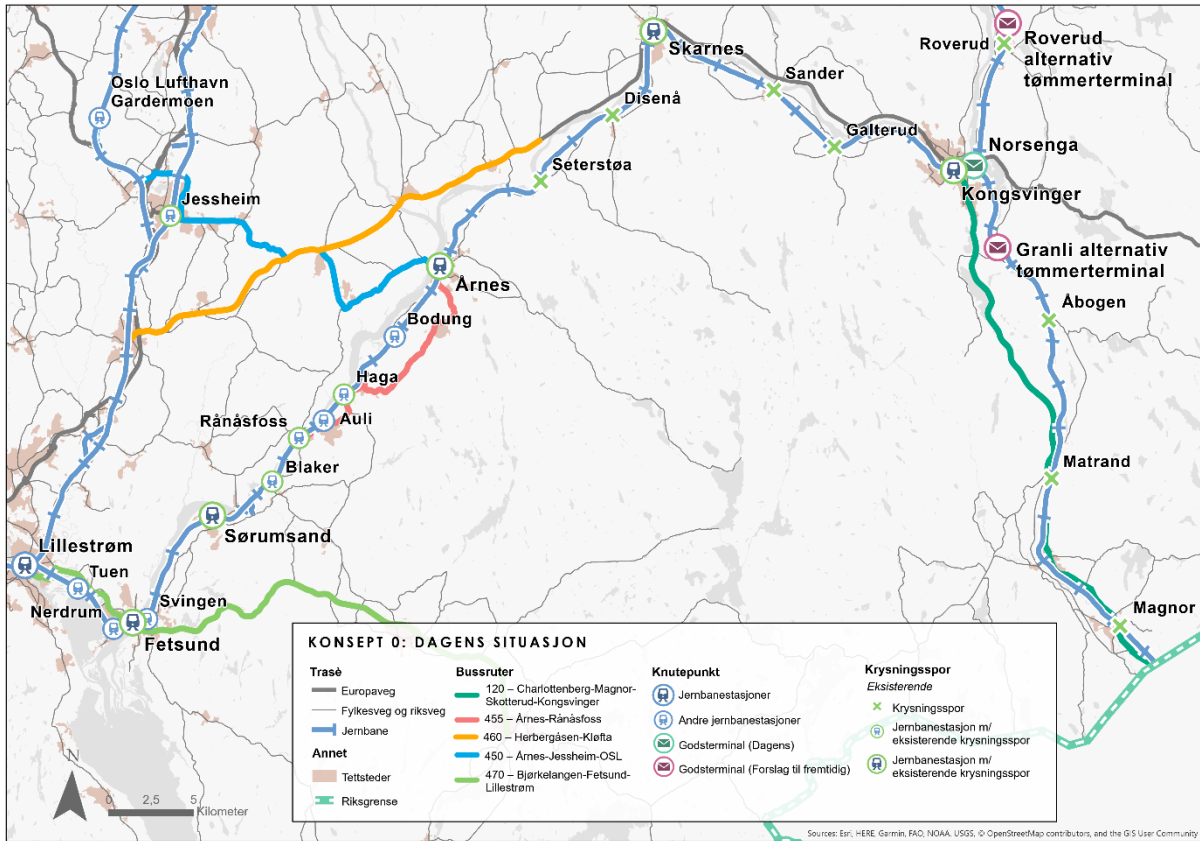 Oslo Lufthavn
Gardermoen
Jessheim
Skarnes
Sander
Disenå
Galterud
Seterstøa
Roverud
Roverud
alternativ
tømmerterminal
Norsenga
Kongsvinger
Granli alternativ
tømmerterminal
Åbogen
Årnes
Bodung
Haga
Auli
Rånåsfoss
Blaker
Sørumsand
Matrand
Lillestrøm
Tuen
Nerdrum
Svingen
Fetsund
Magnor
KONSEPT 0: DAGENS SITUASJON
Trasè
Europaveg
Fylkesveg og riksveg
Jernbane
Annet
Tettsteder
Riksgrense
Bussruter
120 – Charlottenberg-Magnor-
Skotterud-Kongsvinger
455 – Årnes-Rånåsfoss
460 – Herbergåsen-Kløfta
450 – Årnes-Jessheim-OSL
470 – Bjørkelangen-Fetsund-
Lillestrøm
Knutepunkt
Jernbanestasjoner
Andre jernbanestasjoner
Godsterminal (Dagens)
Godsterminal (Forslag til fremtidig)
Krysningsspor
Eksisterende
Krysningsspor
Jernbanestasjon m/
eksisterende krysningsspor
Jernbanestasjon m/
eksisterende krysningsspor
N
0 2,5 5
Kilometer
Sources: Esri, HERE, Garmin, FAO, NOAA, USGS, © OpenStreetMap contributors, and the GIS User Community